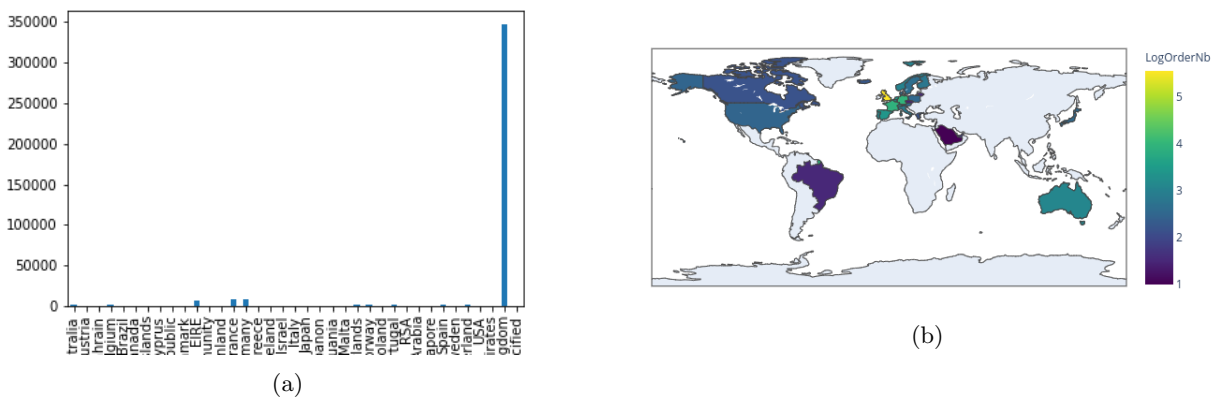 350000
300000
250000
200000
150000
100000
50000
0
tralia
ustria
hrain
lgium
Brazil
nada
slands
yprus
public
mark
EIRE
munity
nland
rance
many
reece
eland
Israel
Italy
Japan
banon
uania
Malta
lands
orway
oland
tugal
RSA
Arabia
apore
Spain
veden
erland
USA
irates
gdom
cified
(a)
LogOrderNb
5
4
3
2
1
(b)